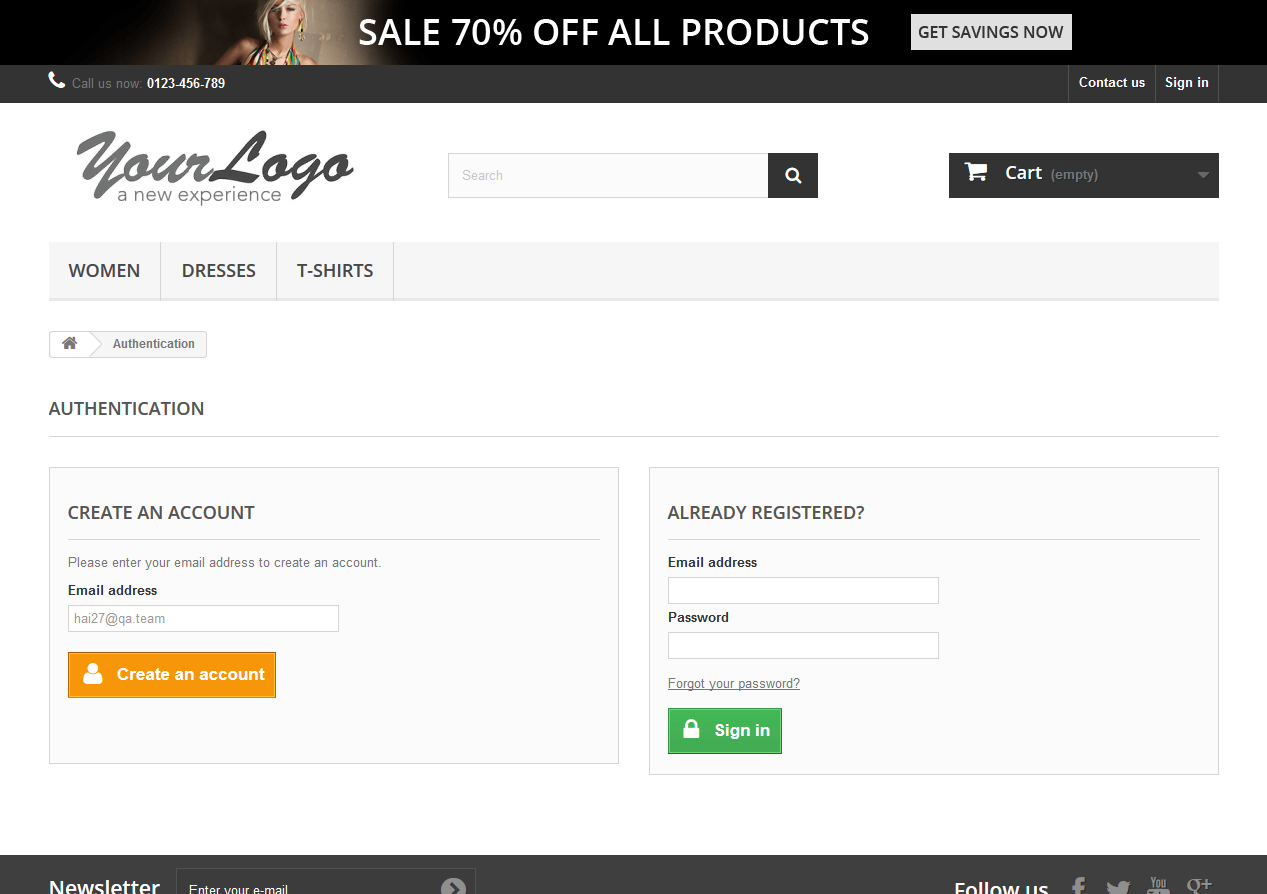 SALE 70% OFF ALL PRODUCTS GET SAVINGS NOW
Call us now: 0123-456-789 Contact us Sign in
YourLogo
a new experience
Search
Cart (empty)
WOMEN DRESSES T-SHIRTS
Authentication
AUTHENTICATION
CREATE AN ACCOUNT
Please enter your email address to create an account.
Email address
hai27@qa.team
Create an account
ALREADY REGISTERED?
Email address
Password
Forgot your password?
Sign in
Newsletter Enter your e-mail Follow us You g+